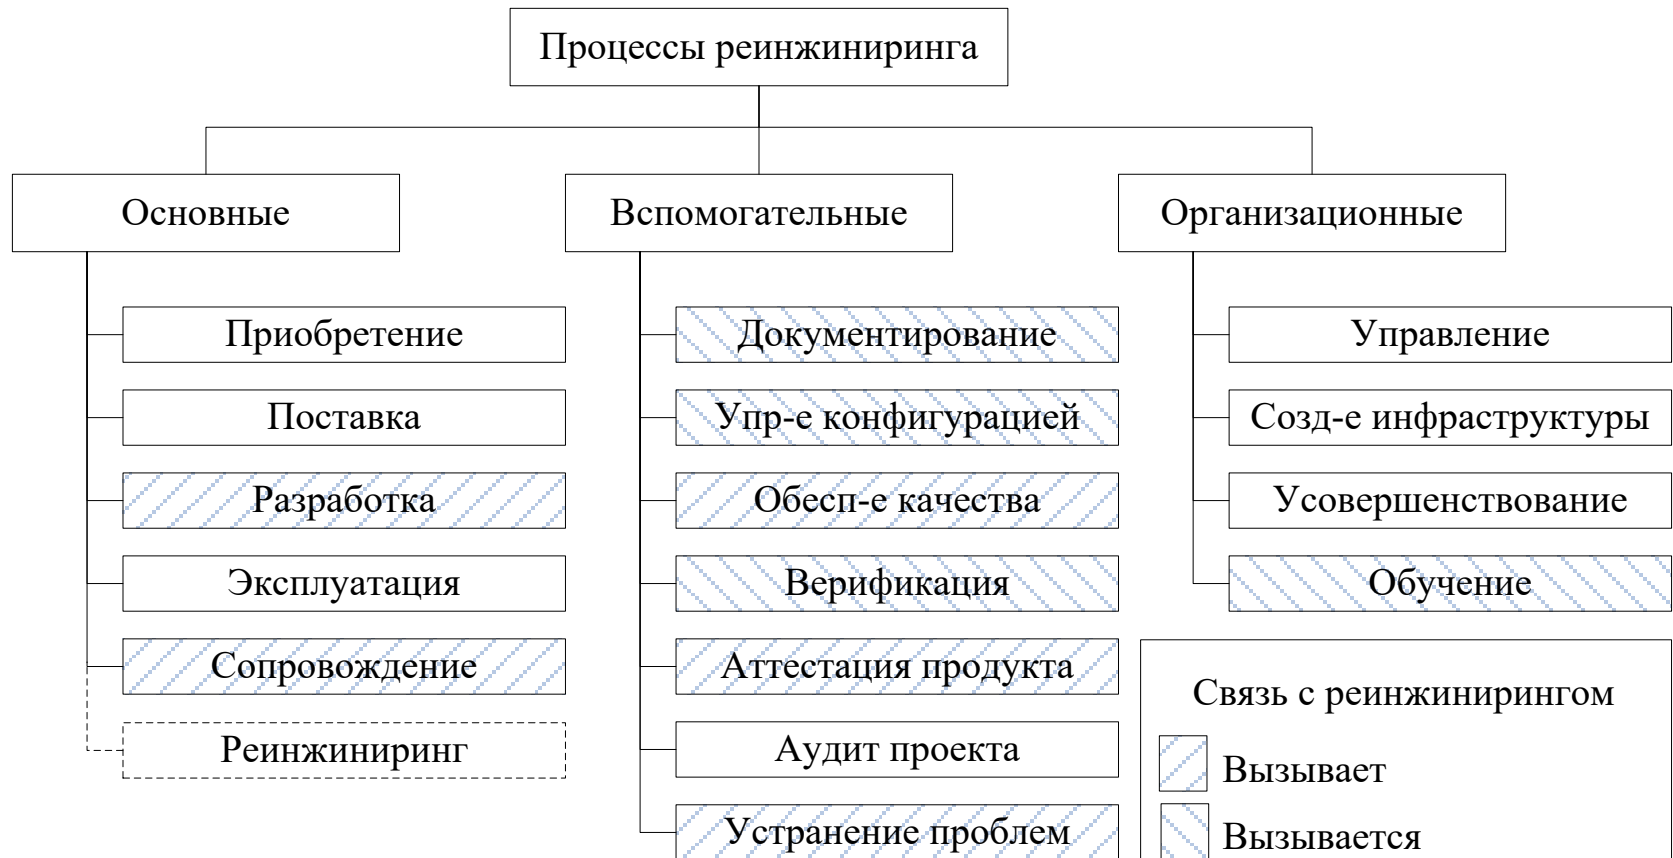 Процессы реинжиниринга
Основные
Вспомогательные
Организационные
Приобретение
Поставка
Разработка
Эксплуатация
Сопровождение
Реинжиниринг
Документирование
Упр-е конфигурацией
Обесп-е качества
Верификация
Аттестация продукта
Аудит проекта
Устранение проблем
Управление
Созд-е инфраструктуры
Усовершенствование
Обучение
Связь с реинжинирингом
Вызывает
Вызывается